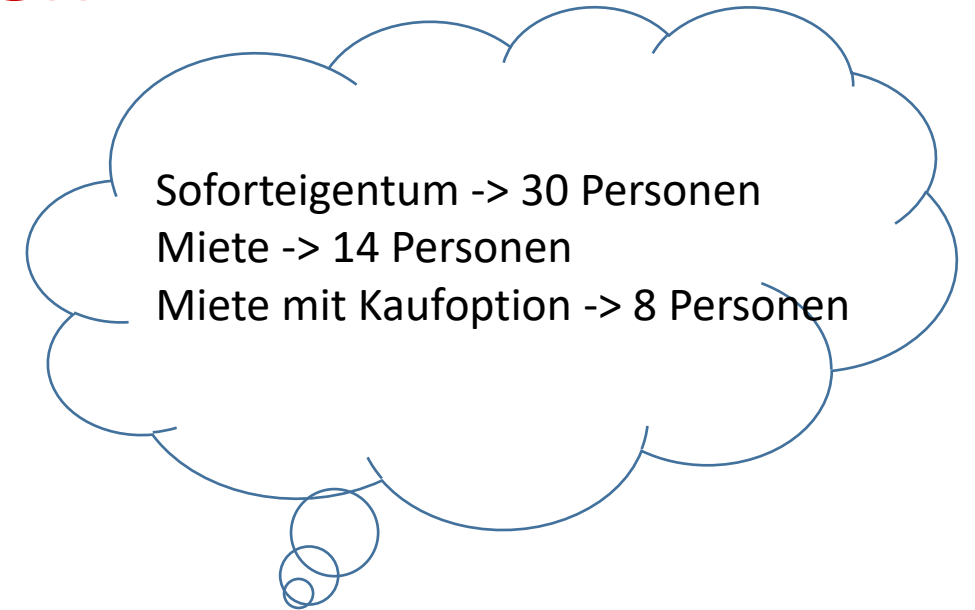 Soforteigentum -> 30 Personen
Miete -> 14 Personen
Miete mit Kaufoption -> 8 Personen